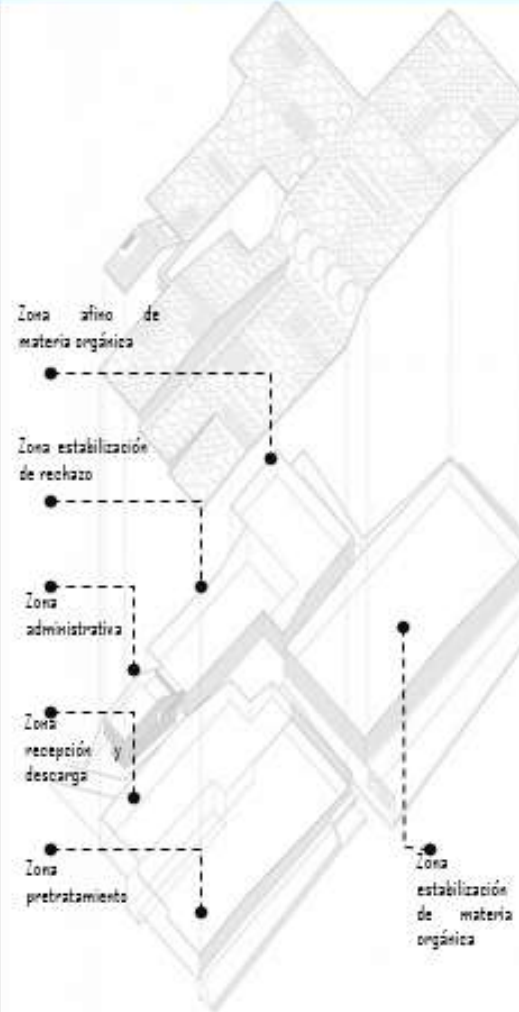 Zona afino de
materia orgánica
Zona estabilización
de rechazo
Zona
administrativa
Zona
recepción y
descarga
Zona
pretratamiento
Zona
estabilización
de materia
orgánica